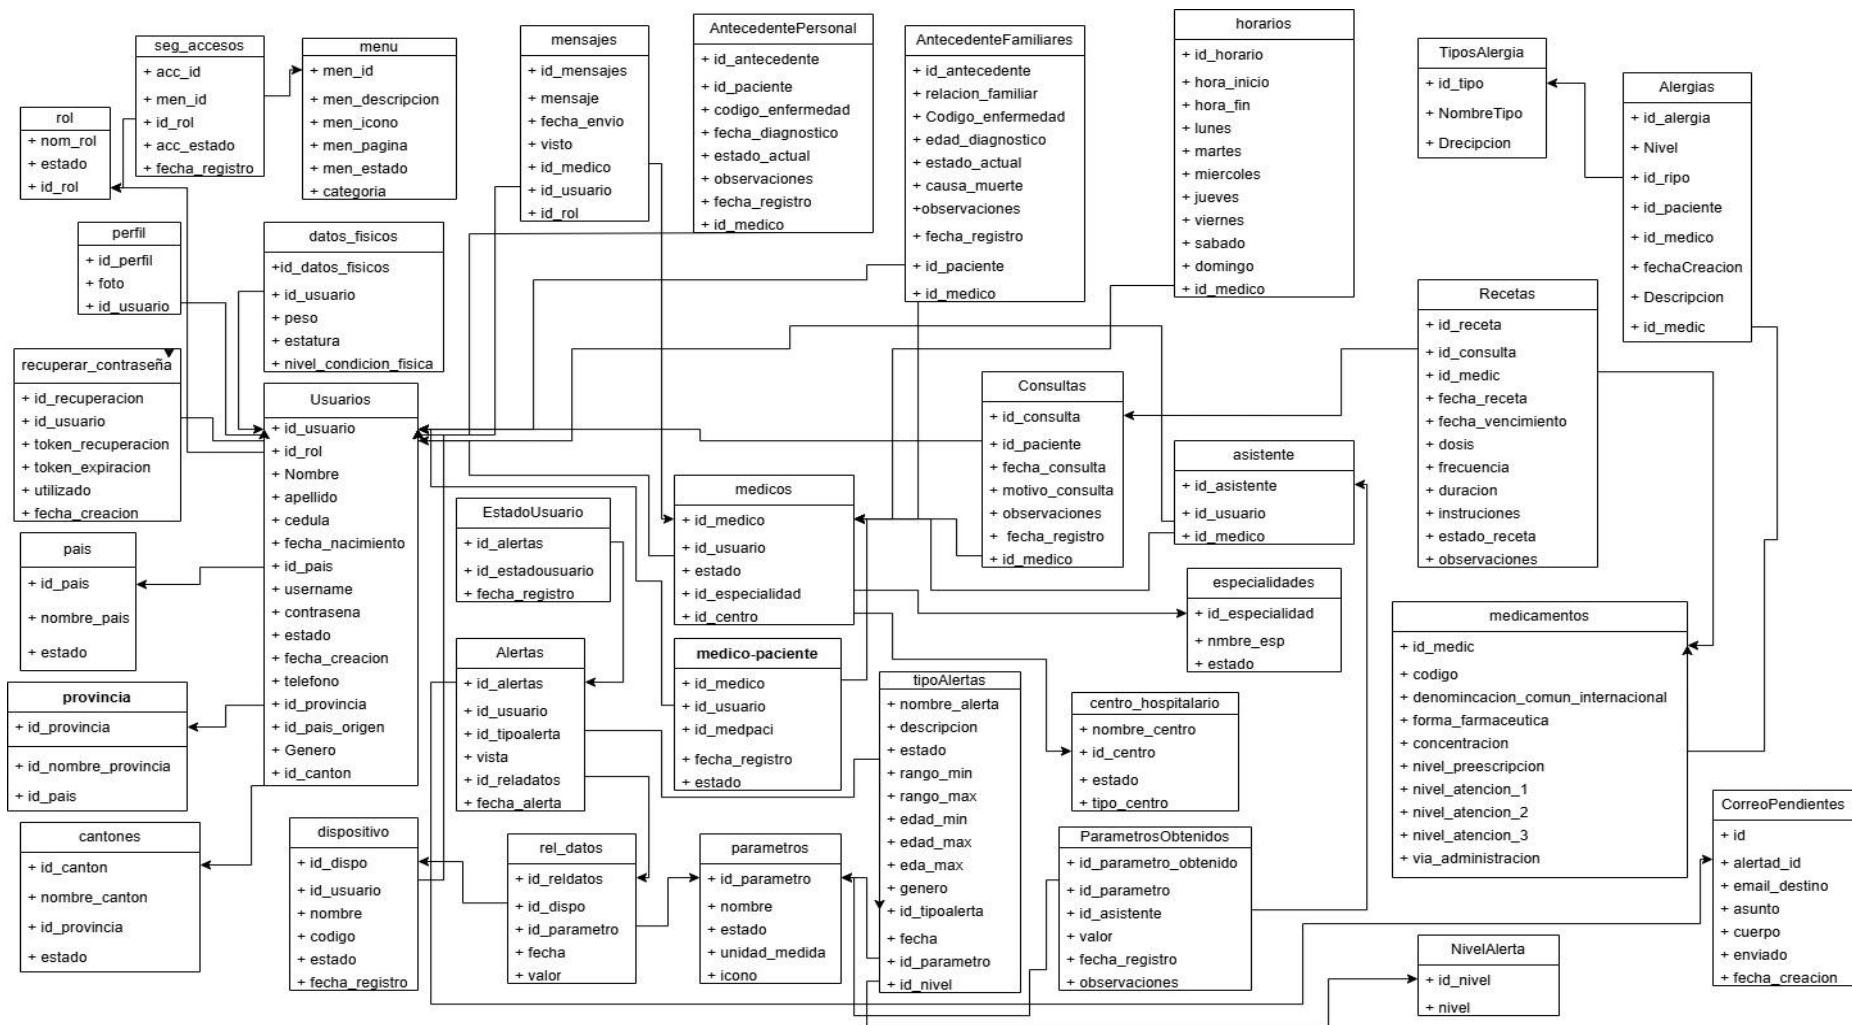 seg_accesos
+ acc_id
+ men_id
+ id_rol
+ acc_estado
+ fecha_registro
menu
+ men_id
+ men_descripcion
+ men_icono
+ men_pagina
+ men_estado
+ categoria
mensajes
+ id_mensajes
+ mensaje
+ fecha_envio
+ visto
+ id_medico
+ id_usuario
+ id_rol
AntecedentePersonal
+ id_antecedente
+ id_paciente
+ codigo_enfermedad
+ fecha_diagnostico
+ estado_actual
+ observaciones
+ fecha_registro
+ id_medico
AntecedenteFamiliares
+ id_antecedente
+ relacion_familiar
+ Codigo_enfermedad
+ edad_diagnostico
+ estado_actual
+ causa_muerte
+observaciones
+ fecha_registro
+ id_paciente
+ id_medico
horarios
+ id_horario
+ hora_inicio
+ hora_fin
+ lunes
+ martes
+ miercoles
+ jueves
+ viernes
+ sabado
+ domingo
+ id_medico
TiposAlergia
+ id_tipo
+ NombreTipo
+ Drecipcion
Alergias
+ id_alergia
+ Nivel
+ id_ripo
+ id_paciente
+ id_medico
+ fechaCreacion
+ Descripcion
+ id_medic
rol
+ nom_rol
+ estado
+ id_rol
perfil
+ id_perfil
+ foto
+ id_usuario
datos_fisicos
+id_datos_fisicos
+ id_usuario
+ peso
+ estatura
+ nivel_condicion_fisica
recuperar_contraseña
+ id_recuperacion
+ id_usuario
+ token_recuperacion
+ token_expiracion
+ utilizado
+ fecha_creacion
Usuarios
+ id_usuario
+ id_rol
+ Nombre
+ apellido
+ cedula
+ fecha_nacimiento
+ id_pais
+ username
+ contrasena
+ estado
+ fecha_creacion
+ telefono
+ id_provincia
+ id_pais_origen
+ Genero
+ id_canton
Consultas
+ id_consulta
+ id_paciente
+ fecha_consulta
+ motivo_consulta
+ observaciones
+ fecha_registro
+ id_medico
Recetas
+ id_receta
+ id_consulta
+ id_medic
+ fecha_receta
+ fecha_vencimiento
+ dosis
+ frecuencia
+ duracion
+ instruciones
+ estado_receta
+ observaciones
asistente
+ id_asistente
+ id_usuario
+ id_medico
medicos
+ id_medico
+ id_usuario
+ estado
+ id_especialidad
+ id_centro
EstadoUsuario
+ id_alertas
+ id_estadousuario
+ fecha_registro
pais
+ id_pais
+ nombre_pais
+ estado
especialidades
+ id_especialidad
+ nmbre_esp
+ estado
medicamentos
+ id_medic
+ codigo
+ denomincacion_comun_internacional
+ forma_farmaceutica
+ concentracion
+ nivel_preescripcion
+ nivel_atencion_1
+ nivel_atencion_2
+ nivel_atencion_3
+ via_administracion
Alertas
+ id_alertas
+ id_usuario
+ id_tipoalerta
+ vista
+ id_reladatos
+ fecha_alerta
medico-paciente
+ id_medico
+ id_usuario
+ id_medpaci
+ fecha_registro
+ estado
tipoAlertas
+ nombre_alerta
+ descripcion
+ estado
+ rango_min
+ rango_max
+ edad_min
+ edad_max
+ eda_max
+ genero
+ id_tipoalerta
+ fecha
+ id_parametro
+ id_nivel
centro_hospitalario
+ nombre_centro
+ id_centro
+ estado
+ tipo_centro
provincia
+ id_provincia
+ id_nombre_provincia
+ id_pais
cantones
+ id_canton
+ nombre_canton
+ id_provincia
+ estado
dispositivo
+ id_dispo
+ id_usuario
+ nombre
+ codigo
+ estado
+ fecha_registro
rel_datos
+ id_reldatos
+ id_dispo
+ id_parametro
+ fecha
+ valor
parametros
+ id_parametro
+ nombre
+ estado
+ unidad_medida
+ icono
ParametrosObtenidos
+ id_parametro_obtenido
+ id_parametro
+ id_asistente
+ valor
+ fecha_registro
+ observaciones
CorreoPendientes
+ id
+ alertad_id
+ email_destino
+ asunto
+ cuerpo
+ enviado
+ fecha_creacion
NivelAlerta
+ id_nivel
+ nivel